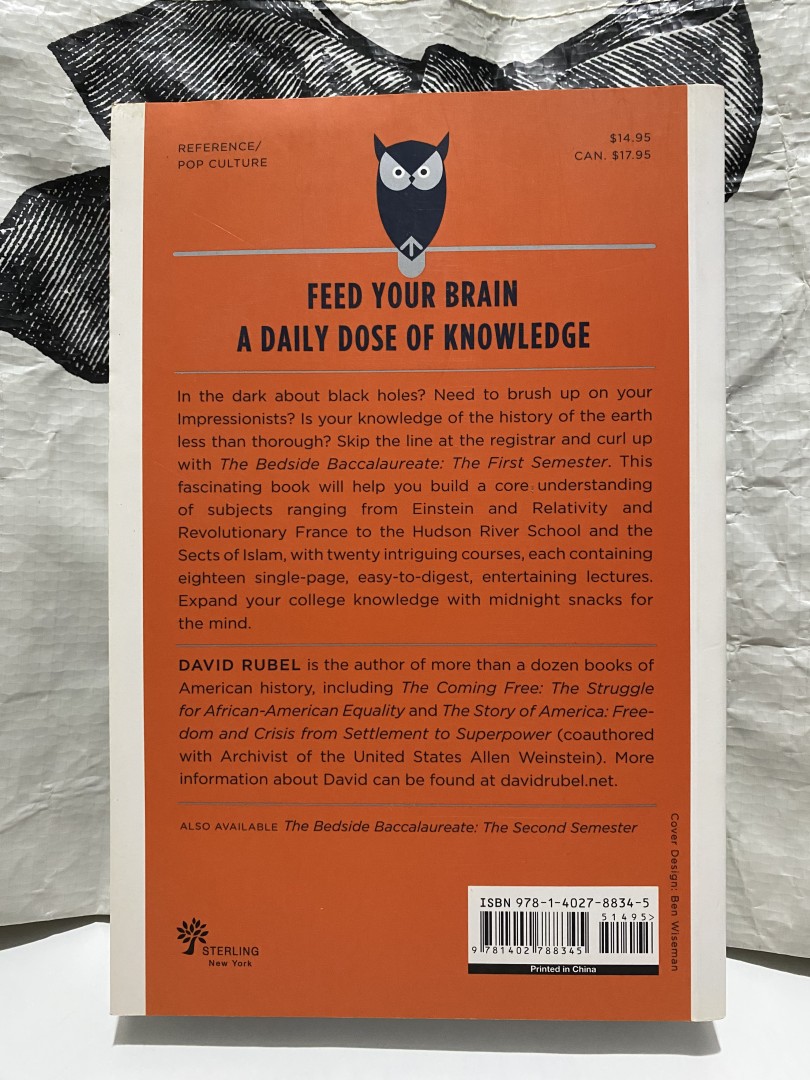 REFERENCE/
POP CULTURE
$14.95
CAN. $17.95
FEED YOUR BRAIN
A DAILY DOSE OF KNOWLEDGE
In the dark about black holes? Need to brush up on your
Impressionists? Is your knowledge of the history of the earth
less than thorough? Skip the line at the registrar and curl up
with The Bedside Baccalaureate: The First Semester. This
fascinating book will help you build a core understanding
of subjects ranging from Einstein and Relativity and
Revolutionary France to the Hudson River School and the
Sects of Islam, with twenty intriguing courses, each containing
eighteen single-page, easy-to-digest, entertaining lectures.
Expand your college knowledge with midnight snacks for
the mind.
DAVID RUBEL is the author of more than a dozen books of
American history, including The Coming Free: The Struggle
for African-American Equality and The Story of America: Free-
dom and Crisis from Settlement to Superpower (coauthored
with Archivist of the United States Allen Weinstein). More
information about David can be found at davidrubel.net.
ALSO AVAILABLE The Bedside Baccalaureate: The Second Semester
Cover Design: Ben Wiseman
STERLING
New York
ISBN 978-1-4027-8834-5
51495>
9 781402 788345
Printed in China